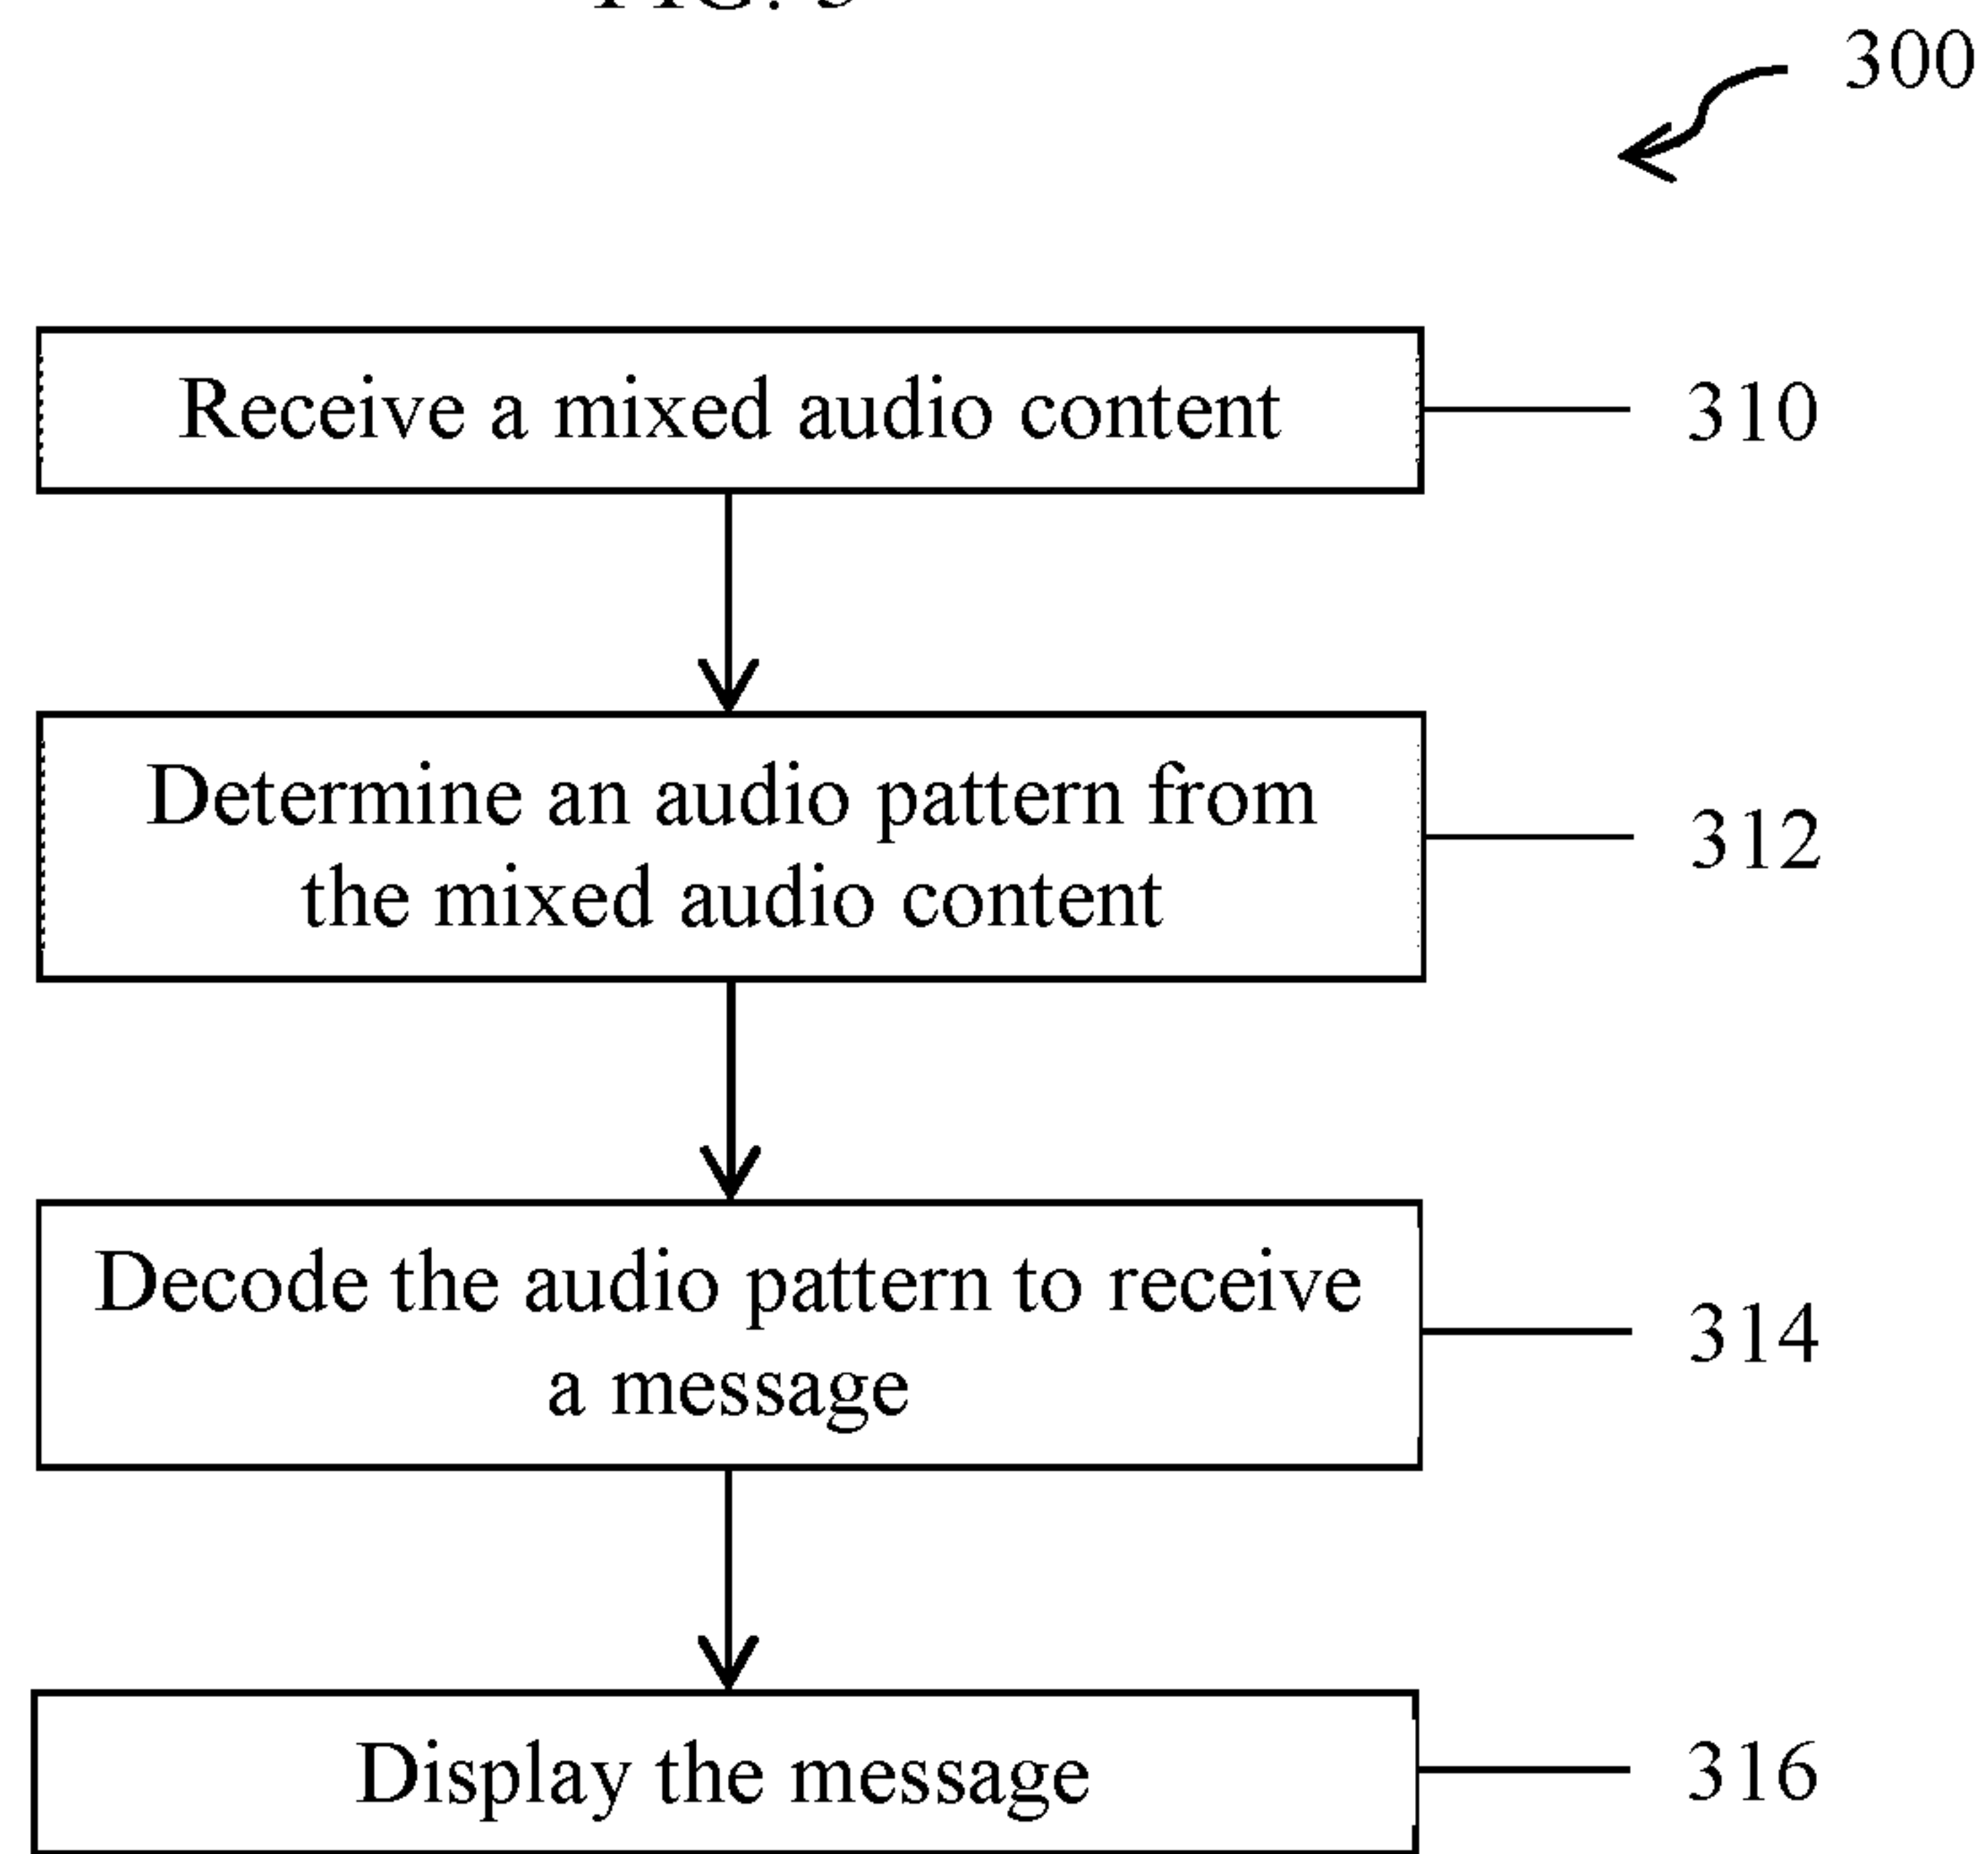 300
Receive a mixed audio content
310
Determine an audio pattern from
the mixed audio content
312
Decode the audio pattern to receive
a message
314
Display the message
316